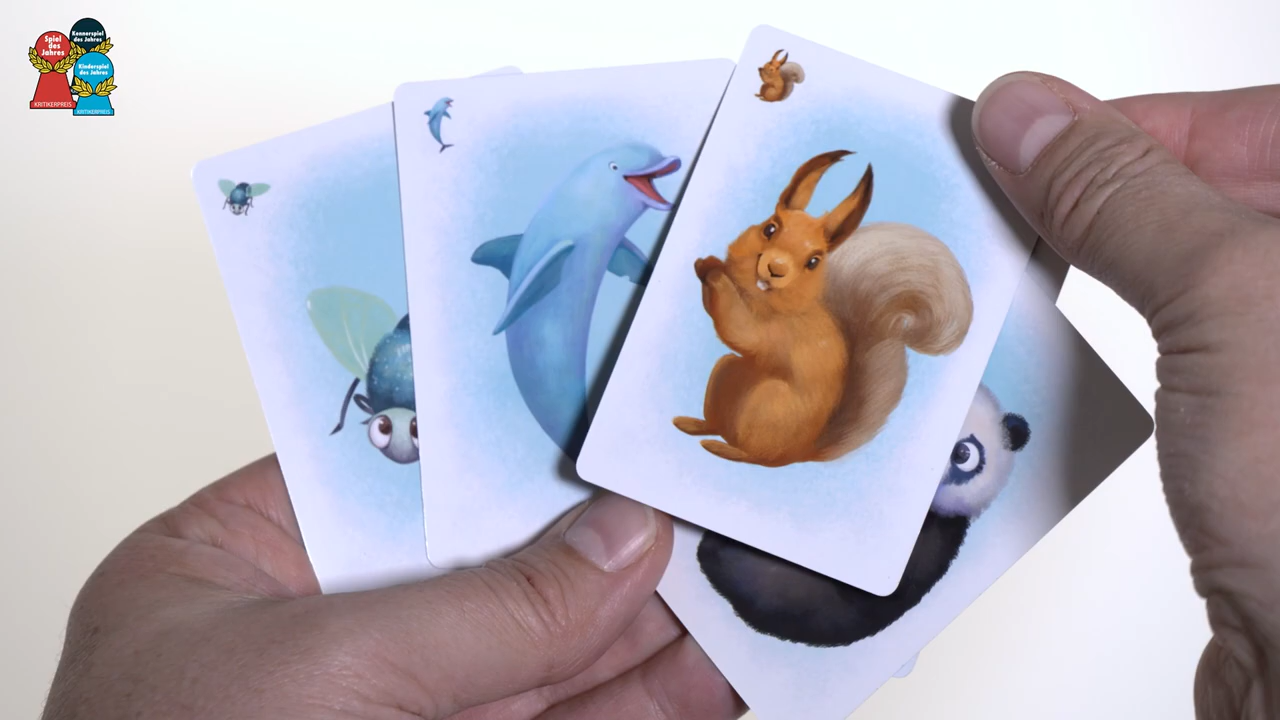 Spiel
des
Jahres
KRITIKERPREIS
Kennerspiel
des Jahres
Kinderspiel
des Jahres
KRITIKERPREIS